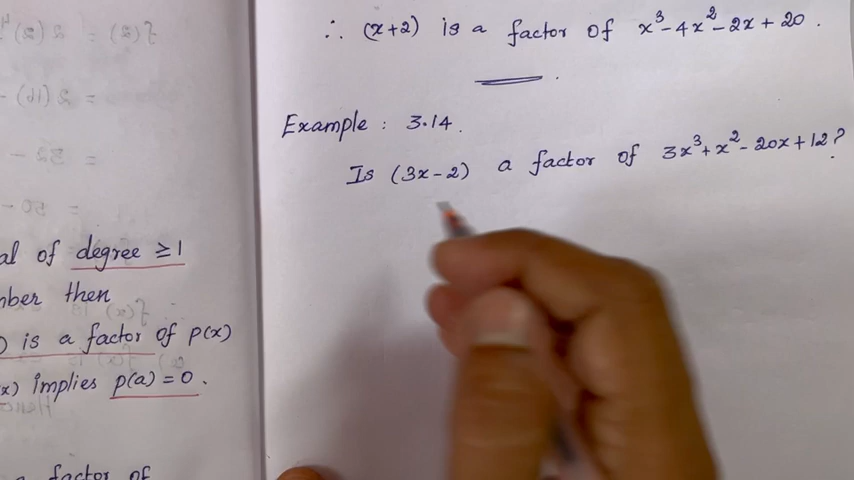 al of degree ≥1
mber then
) is a factor of p(x)
x) implies p(a) = 0.
a factor of
∴ (x+2) is a factor of x³-4x²-2x+20.
Example : 3.14.
Is (3x-2) a factor of 3x³+x²-20x+12?